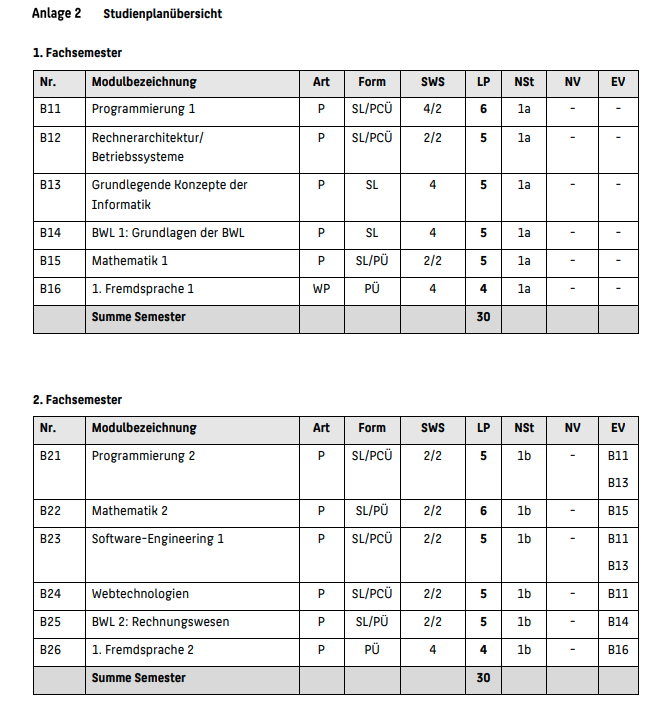 Anlage 2 Studienplanübersicht
1. Fachsemester
Nr. Modulbezeichnung Art Form SWS LP NSt NV EV
B11 Programmierung 1 P SL/PCÜ 4/2 6 1a - -
B12 Rechnerarchitektur/ P SL/PCÜ 2/2 5 1a - -
Betriebssysteme
B13 Grundlegende Konzepte der P SL 4 5 1a - -
Informatik
B14 BWL 1: Grundlagen der BWL P SL 4 5 1a - -
B15 Mathematik 1 P SL/PÜ 2/2 5 1a - -
B16 1. Fremdsprache 1 WP PÜ 4 4 1a - -
Summe Semester 30
2. Fachsemester
Nr. Modulbezeichnung Art Form SWS LP NSt NV EV
B21 Programmierung 2 P SL/PCÜ 2/2 5 1b - B11
B13
B22 Mathematik 2 P SL/PÜ 2/2 6 1b - B15
B23 Software-Engineering 1 P SL/PCÜ 2/2 5 1b - B11
B13
B24 Webtechnologien P SL/PCÜ 2/2 5 1b - B11
B25 BWL 2: Rechnungswesen P SL/PÜ 2/2 5 1b - B14
B26 1. Fremdsprache 2 P PÜ 4 4 1b - B16
Summe Semester 30